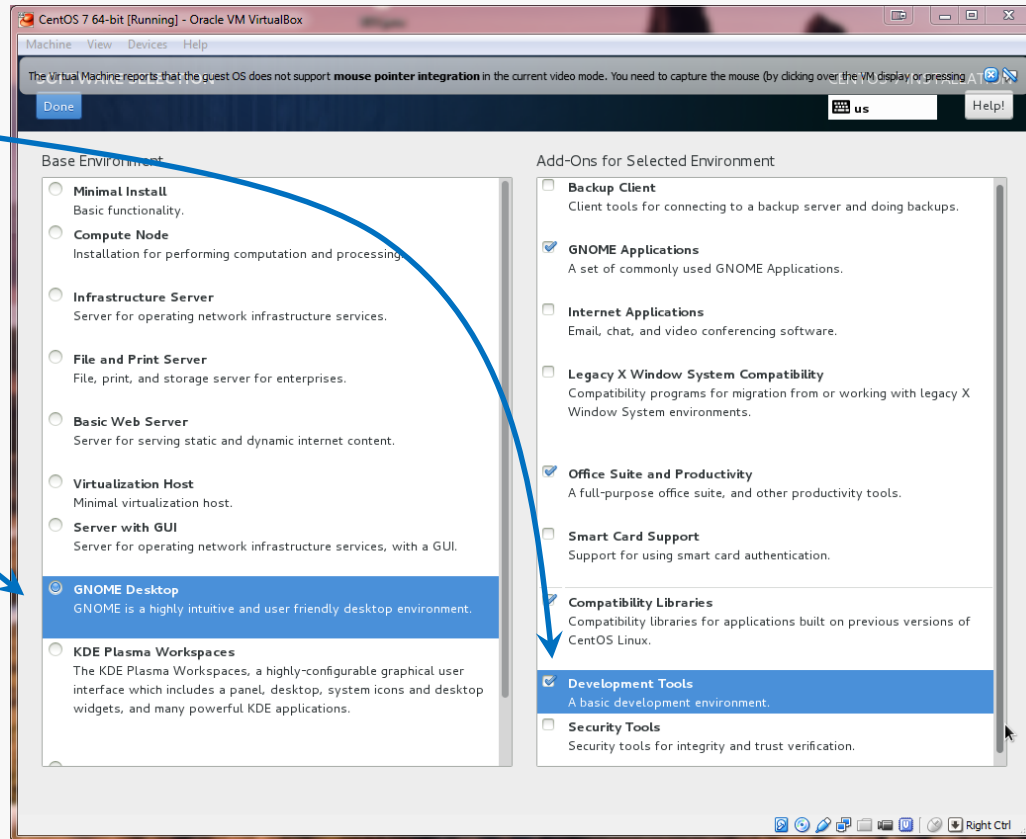 CentOS 7 64-bit [Running] - Oracle VM VirtualBox
Machine View Devices Help
The Virtual Machine reports that the guest OS does not support mouse pointer integration in the current video mode. You need to capture the mouse (by clicking over the VM display or pressing
SOFTWARE SELECTION
CENTOS 7 INSTALLATION
Done
us
Help!
Base Environment
Minimal Install
Basic functionality.
Compute Node
Installation for performing computation and processing.
Infrastructure Server
Server for operating network infrastructure services.
File and Print Server
File, print, and storage server for enterprises.
Basic Web Server
Server for serving static and dynamic internet content.
Virtualization Host
Minimal virtualization host.
Server with GUI
Server for operating network infrastructure services, with a GUI.
GNOME Desktop
GNOME is a highly intuitive and user friendly desktop environment.
KDE Plasma Workspaces
The KDE Plasma Workspaces, a highly-configurable graphical user
interface which includes a panel, desktop, system icons and desktop
widgets, and many powerful KDE applications.
Add-Ons for Selected Environment
Backup Client
Client tools for connecting to a backup server and doing backups.
GNOME Applications
A set of commonly used GNOME Applications.
Internet Applications
Email, chat, and video conferencing software.
Legacy X Window System Compatibility
Compatibility programs for migration from or working with legacy X
Window System environments.
Office Suite and Productivity
A full-purpose office suite, and other productivity tools.
Smart Card Support
Support for using smart card authentication.
Compatibility Libraries
Compatibility libraries for applications built on previous versions of
CentOS Linux.
Development Tools
A basic development environment.
Security Tools
Security tools for integrity and trust verification.
Right Ctrl